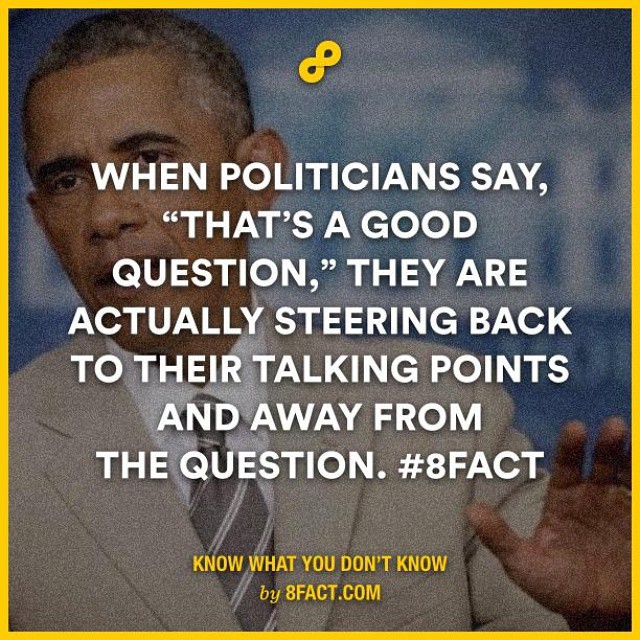 WHEN POLITICIANS SAY,
“THAT’S A GOOD
QUESTION,” THEY ARE
ACTUALLY STEERING BACK
TO THEIR TALKING POINTS
AND AWAY FROM
THE QUESTION. #8FACT
KNOW WHAT YOU DON'T KNOW
by 8FACT.COM